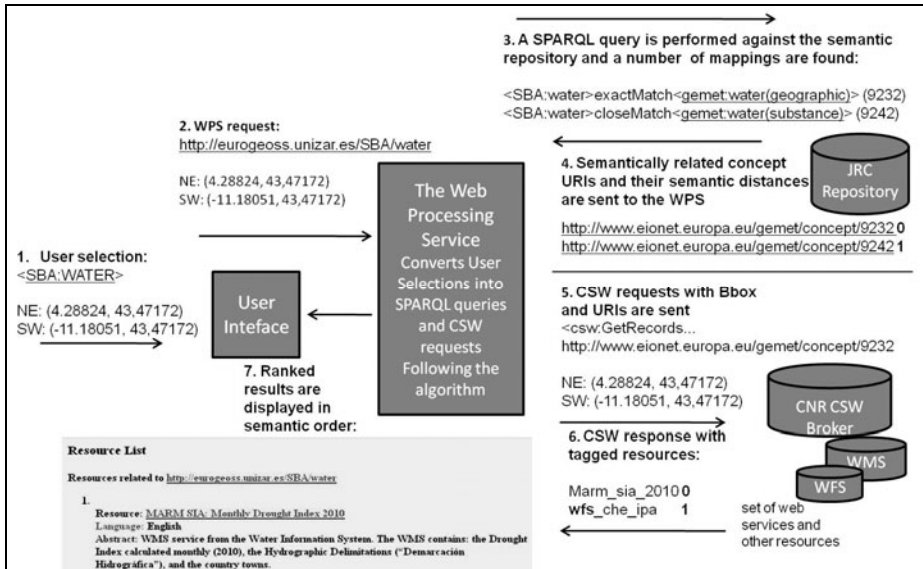 1. User selection:
<SBA:WATER>
NE: (4.28824, 43,47172)
SW: (-11.18051, 43,47172)
2. WPS request:
http://eurogeoss.unizar.es/SBA/water
NE: (4.28824, 43,47172)
SW: (-11.18051, 43,47172)
User
Inteface
The Web
Processing
Service
Converts User
Selections into
SPARQL queries
and CSW
requests
Following the
algorithm
3. A SPARQL query is performed against the semantic
repository and a number of mappings are found:
<SBA:water>exactMatch<gemet:water(geographic)> (9232)
<SBA:water>closeMatch<gemet:water(substance)> (9242)
4. Semantically related concept
URIs and their semantic distances
are sent to the WPS
http://www.eionet.europa.eu/gemet/concept/9232 0
http://www.eionet.europa.eu/gemet/concept/9242 1
JRC
Repository
5. CSW requests with Bbox
and URIs are sent
<csw:GetRecords...
http://www.eionet.europa.eu/gemet/concept/9232
NE: (4.28824, 43,47172)
SW: (-11.18051, 43,47172)
CNR CSW
Broker
WMS
WFS
set of web
services and
other resources
6. CSW response with
tagged resources:
Marm_sia_2010 0
wfs_che_ipa 1
7. Ranked
results are
displayed in
semantic order:
Resource List
Resources related to http://eurogeoss.unizar.es/SBA/water
1.
Resource: MARM SIA: Monthly Drought Index 2010
Language: English
Abstract: WMS service from the Water Information System. The WMS contains: the Drought
Index calculated monthly (2010), the Hydrographic Delimitations ("Demarcación
Hidrográfica"), and the country towns.